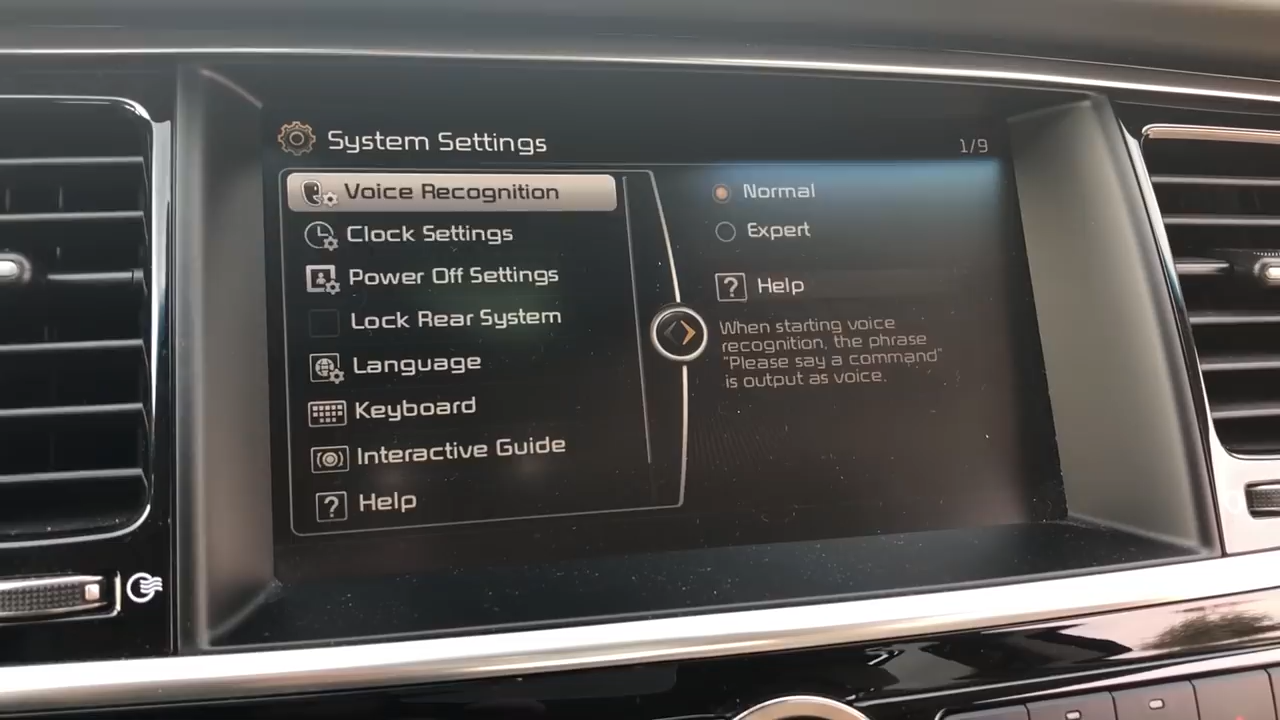 System Settings
1/9
Voice Recognition
Clock Settings
Power Off Settings
Lock Rear System
Language
Keyboard
Interactive Guide
? Help
Normal
Expert
? Help
When starting voice
recognition, the phrase
"Please say a command"
is output as voice.